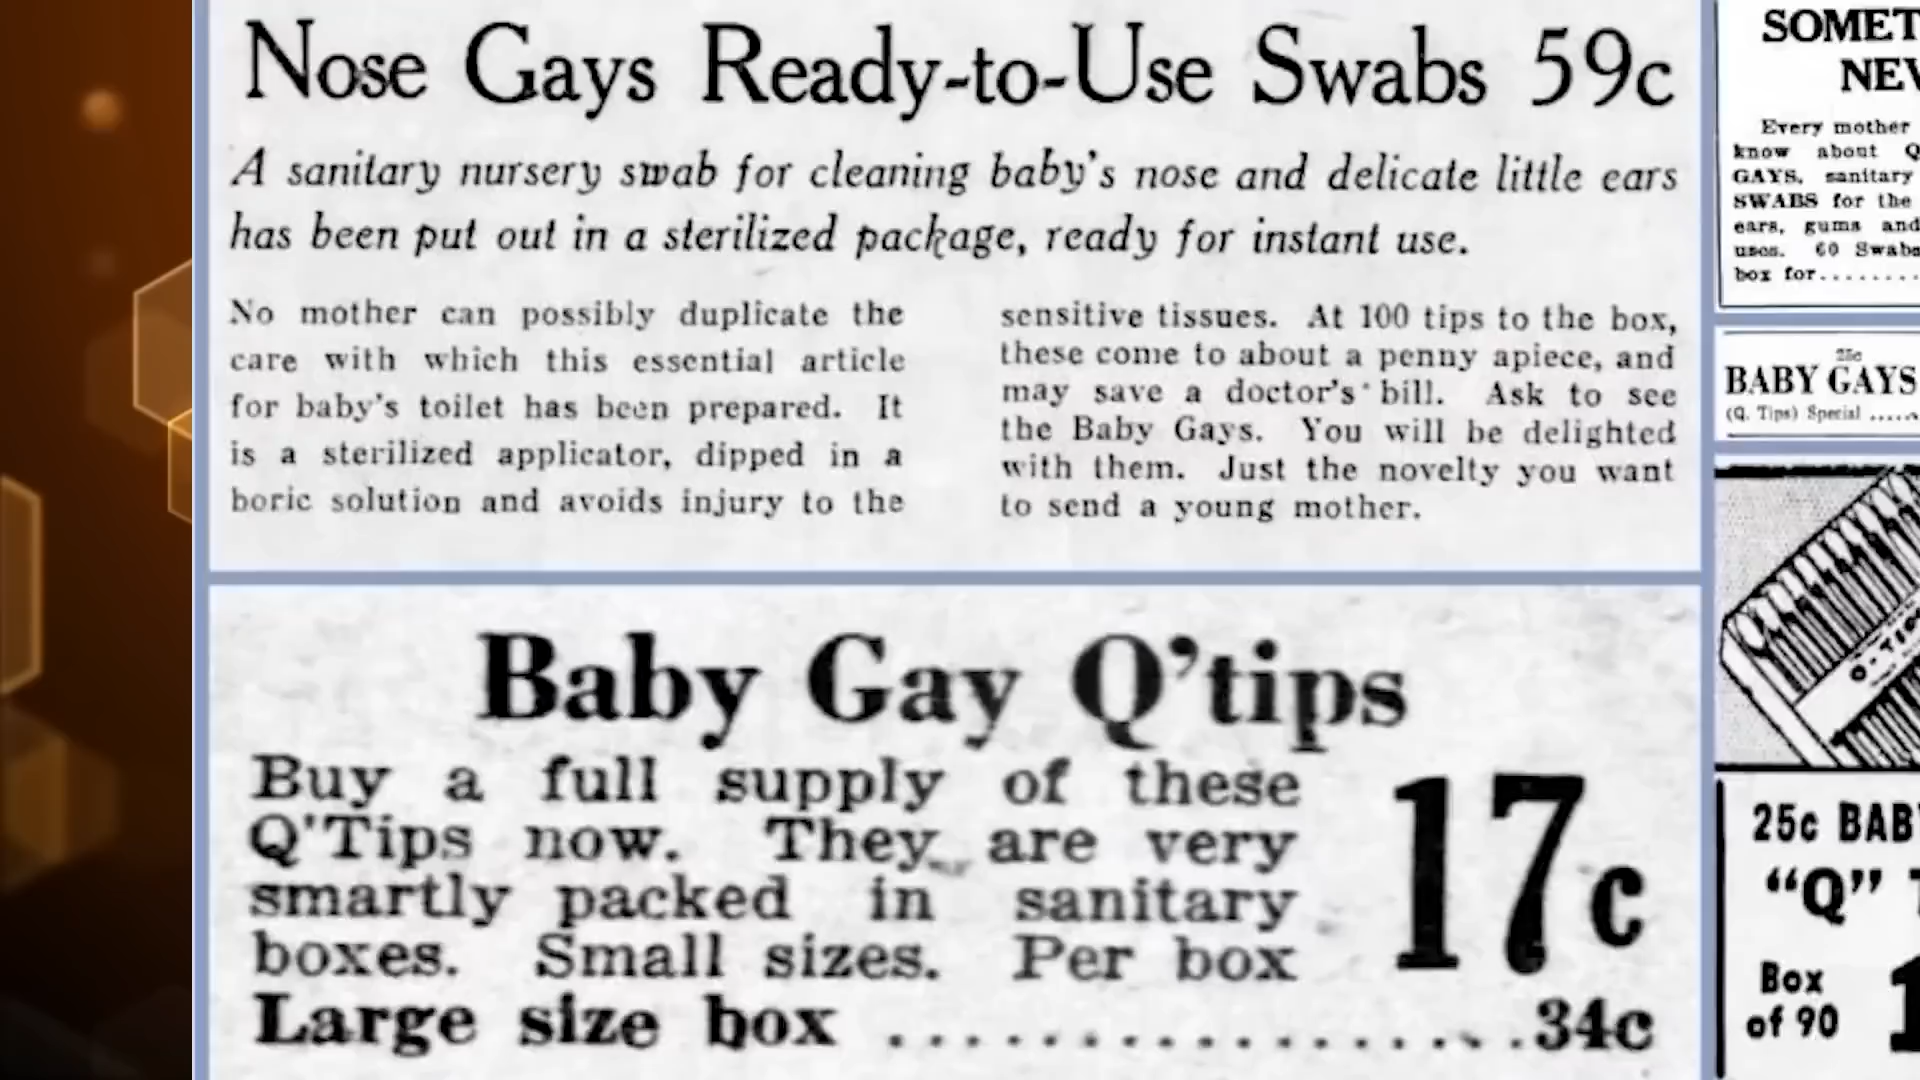 Nose Gays Ready-to-Use Swabs 59c
A sanitary nursery swab for cleaning baby's nose and delicate little ears
has been put out in a sterilized package, ready for instant use.
No mother can possibly duplicate the
care with which this essential article
for baby's toilet has been prepared. It
is a sterilized applicator, dipped in a
boric solution and avoids injury to the
sensitive tissues. At 100 tips to the box,
these come to about a penny apiece, and
may save a doctor's bill. Ask to see
the Baby Gays. You will be delighted
with them. Just the novelty you want
to send a young mother.
Baby Gay Q'tips
Buy a full supply of these
Q'Tips now. They are very
smartly packed in sanitary
boxes. Small sizes. Per box
17c
Large size box ..................34c
SOMET
NEW
Every mother
know about Q
GAYS, sanitary
SWABS for the
ears, gums and
uses. 60 Swabs
box for........
25c
BABY GAYS
(Q. Tips) Special .....
Q-TIP
25c BAB
"Q" T
Box
of 90
1